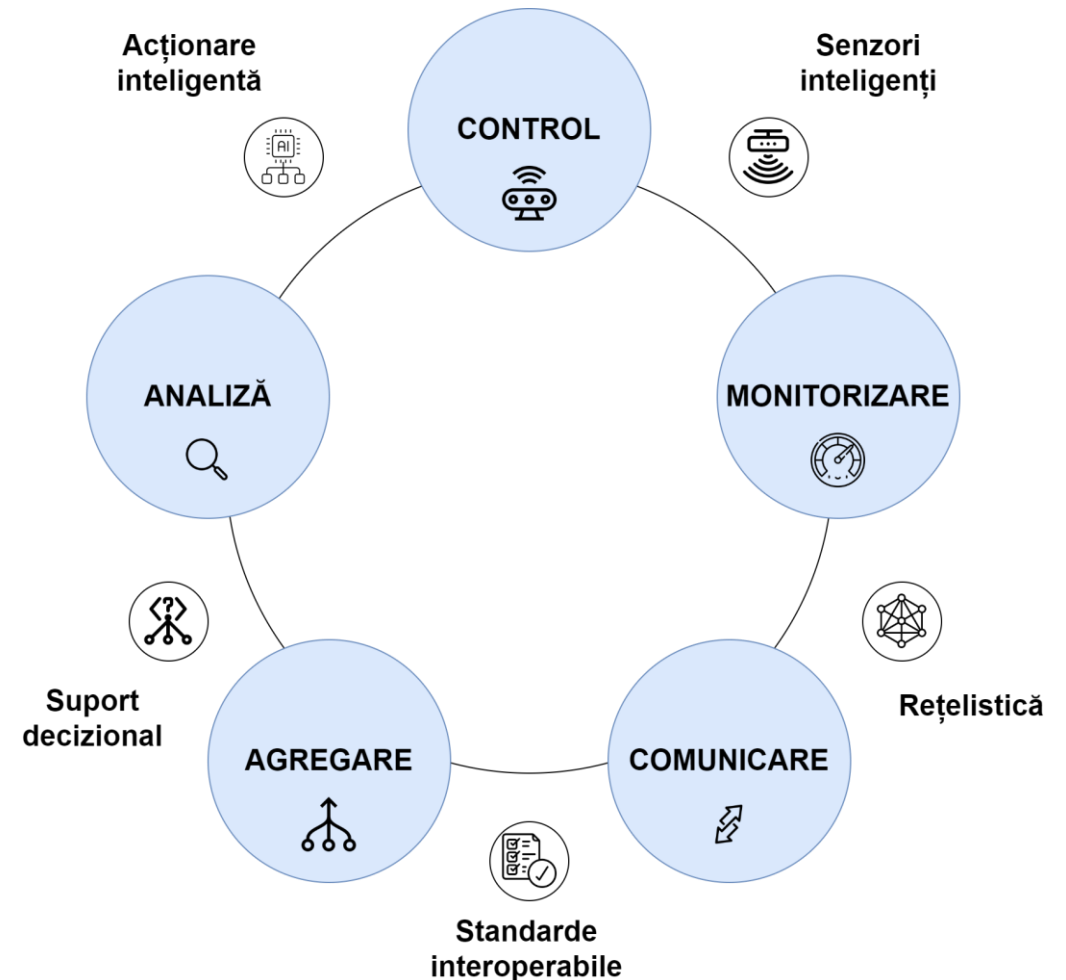 Acționare
inteligentă
Senzori
inteligenți
CONTROL
AI
ANALIZĂ
MONITORIZARE
Suport
decizional
Rețelistică
AGREGARE
COMUNICARE
Standarde
interoperabile